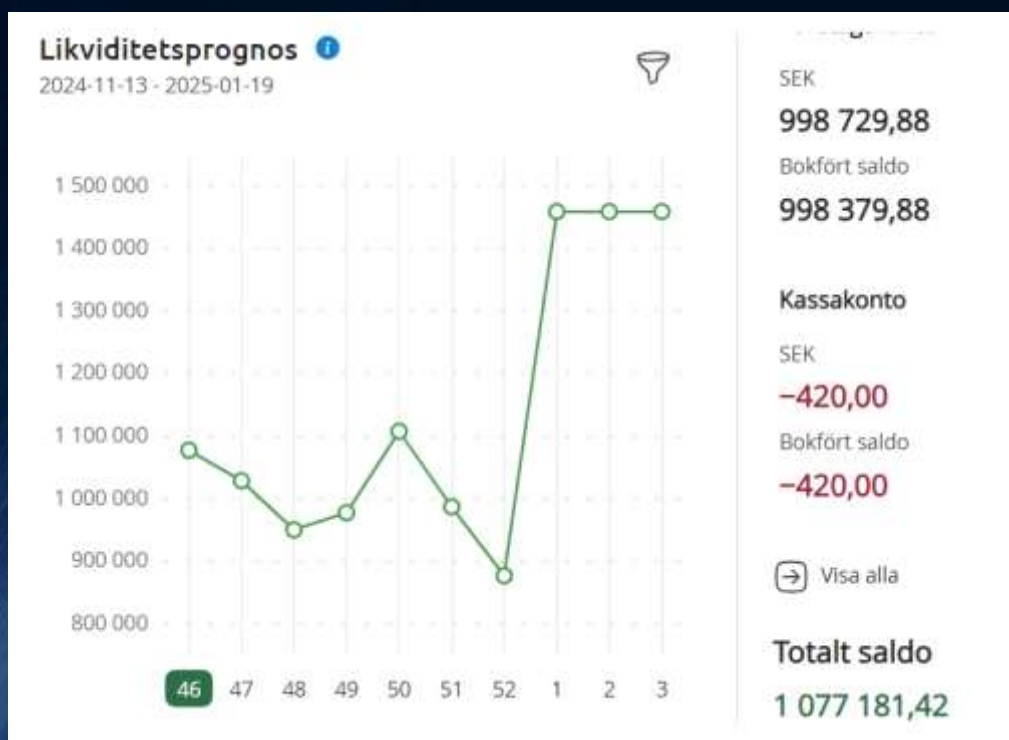 Likviditetsprognos
2024-11-13 - 2025-01-19
1 500 000
1 400 000
1 300 000
1 200 000
1 100 000
1 000 000
900 000
800 000
46 47 48 49 50 51 52 1 2 3
SEK
998 729,88
Bokfört saldo
998 379,88
Kassakonto
SEK
−420,00
Bokfört saldo
−420,00
Visa alla
Totalt saldo
1 077 181,42